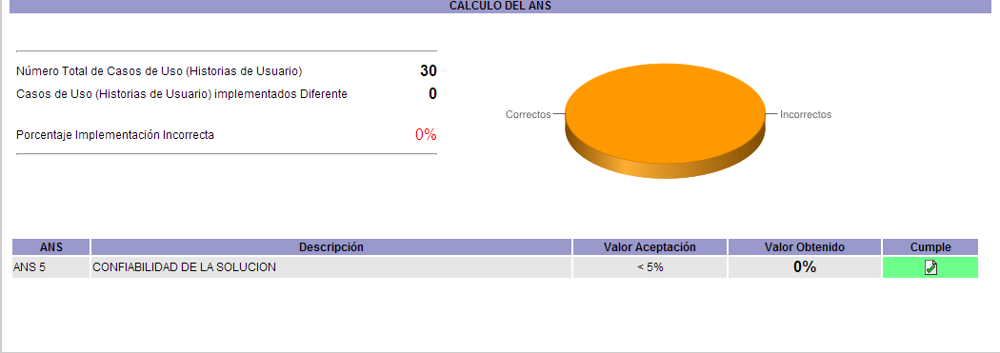 CALCULO DEL ANS
Número Total de Casos de Uso (Historias de Usuario) 30
Casos de Uso (Historias de Usuario) implementados Diferente 0
Porcentaje Implementación Incorrecta 0%
Correctos Incorrectos
ANS Descripción Valor Aceptación Valor Obtenido Cumple
ANS 5 CONFIABILIDAD DE LA SOLUCION < 5% 0%